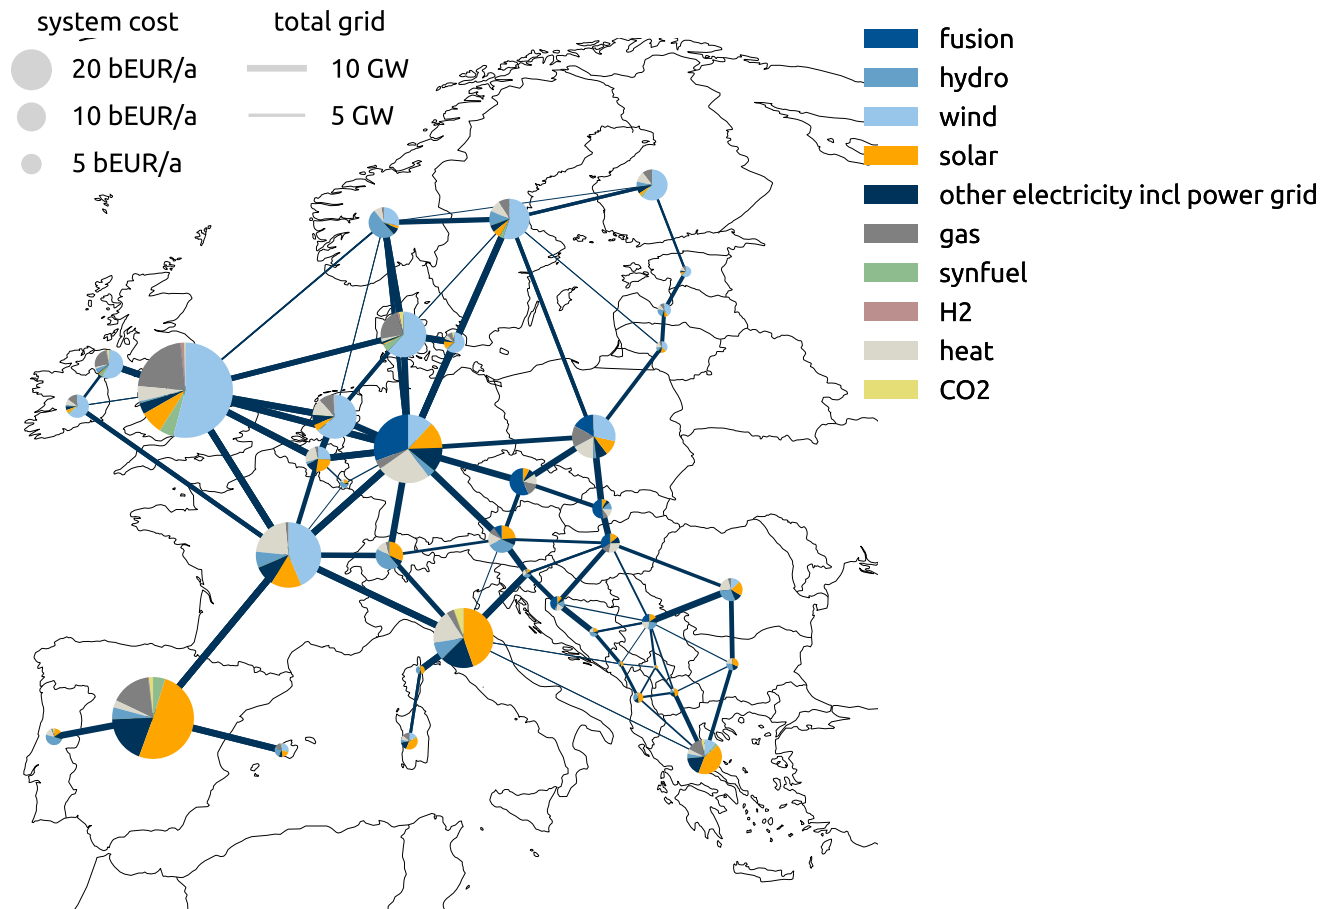 system cost
20 bEUR/a
10 bEUR/a
5 bEUR/a
total grid
10 GW
5 GW
fusion
hydro
wind
solar
other electricity incl power grid
gas
synfuel
H2
heat
CO2